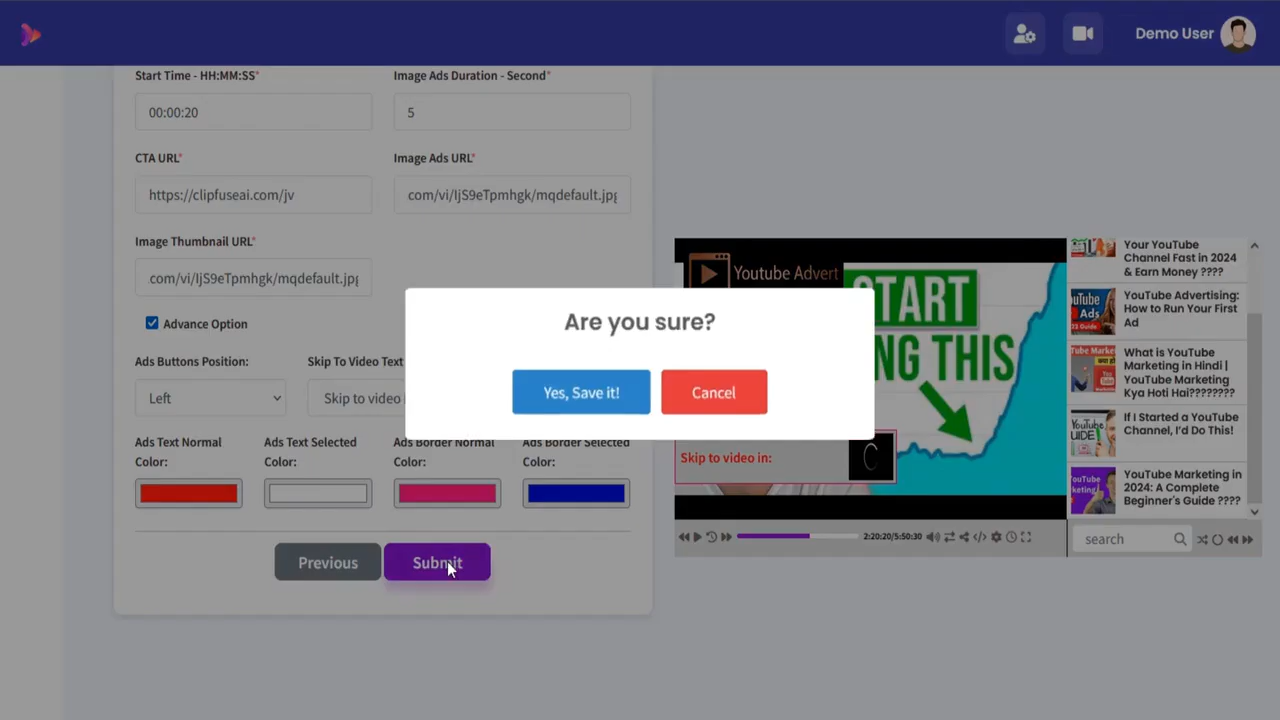 Demo User
Start Time - HH:MM:SS*
Image Ads Duration - Second*
00:00:20
5
CTA URL*
Image Ads URL*
https://clipfuseai.com/jv
com/vi/IjS9eTpmhgk/mqdefault.jpg
Image Thumbnail URL*
com/vi/IjS9eTpmhgk/mqdefault.jpg
Advance Option
Ads Buttons Position:
Skip To Video Text
Left
Skip to video
Ads Text Normal
Color:
Ads Text Selected
Color:
Ads Border Normal
Color:
Ads Border Selected
Color:
Previous
Submit
Are you sure?
Yes, Save it!
Cancel
Youtube Advert
START
NG THIS
Skip to video in:
2:20:20/5:50:30
Your YouTube
Channel Fast in 2024
& Earn Money ????
YouTube Advertising:
How to Run Your First
Ad
What is YouTube
Marketing in Hindi |
YouTube Marketing
Kya Hoti Hai????????
If I Started a YouTube
Channel, I'd Do This!
YouTube Marketing in
2024: A Complete
Beginner's Guide ????
search